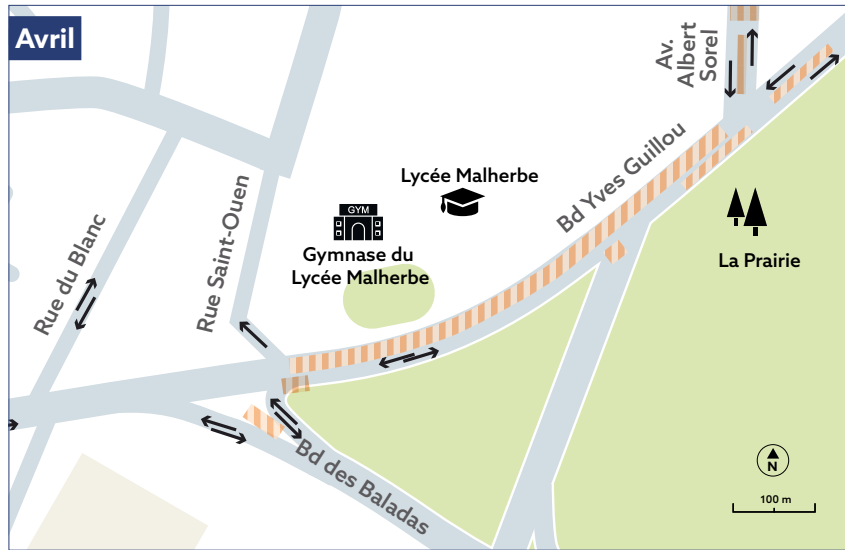 Avril
Av.
Albert
Sorel
Bd Yves Guillou
Lycée Malherbe
GYM
Gymnase du
Lycée Malherbe
La Prairie
Rue du Blanc
Rue Saint-Ouen
Bd des Baladas
N
100 m